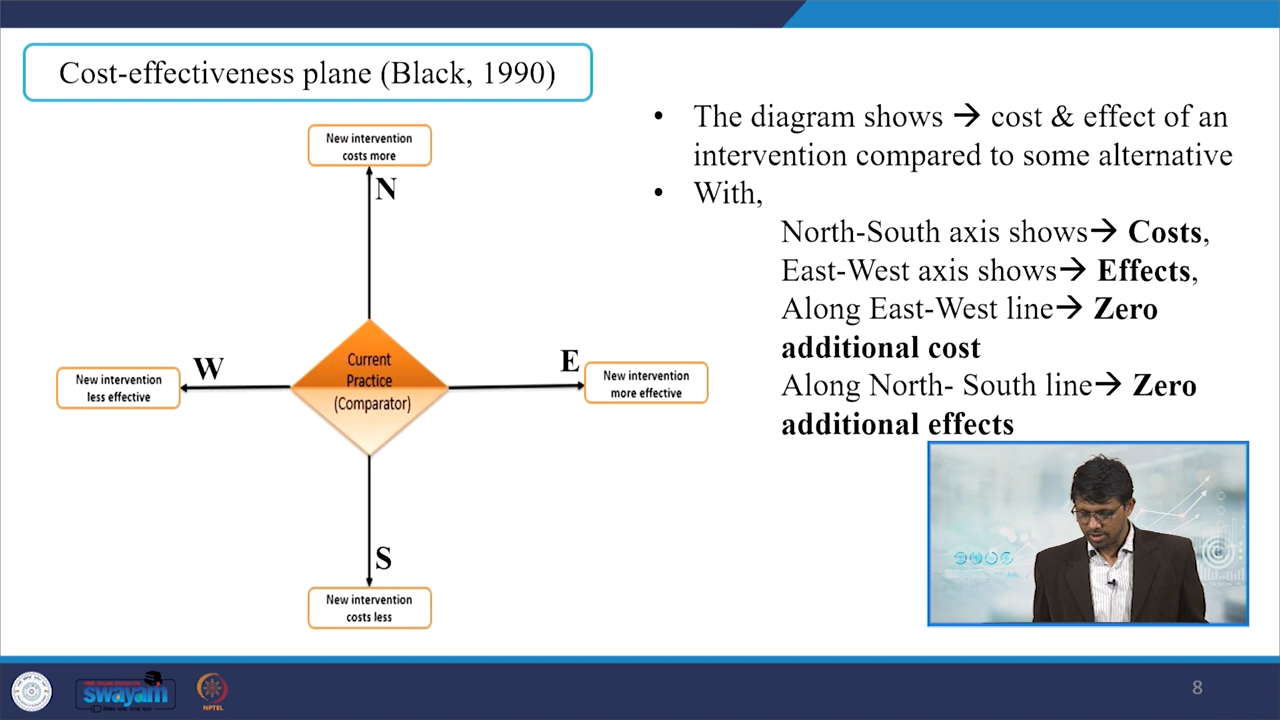 Cost-effectiveness plane (Black, 1990)
New intervention
costs more
N
W
E
New intervention
less effective
Current
Practice
(Comparator)
New intervention
more effective
S
New intervention
costs less
• The diagram shows → cost & effect of an
intervention compared to some alternative
• With,
North-South axis shows→ Costs,
East-West axis shows→ Effects,
Along East-West line→ Zero
additional cost
Along North- South line→ Zero
additional effects
swayam
NPTEL
8